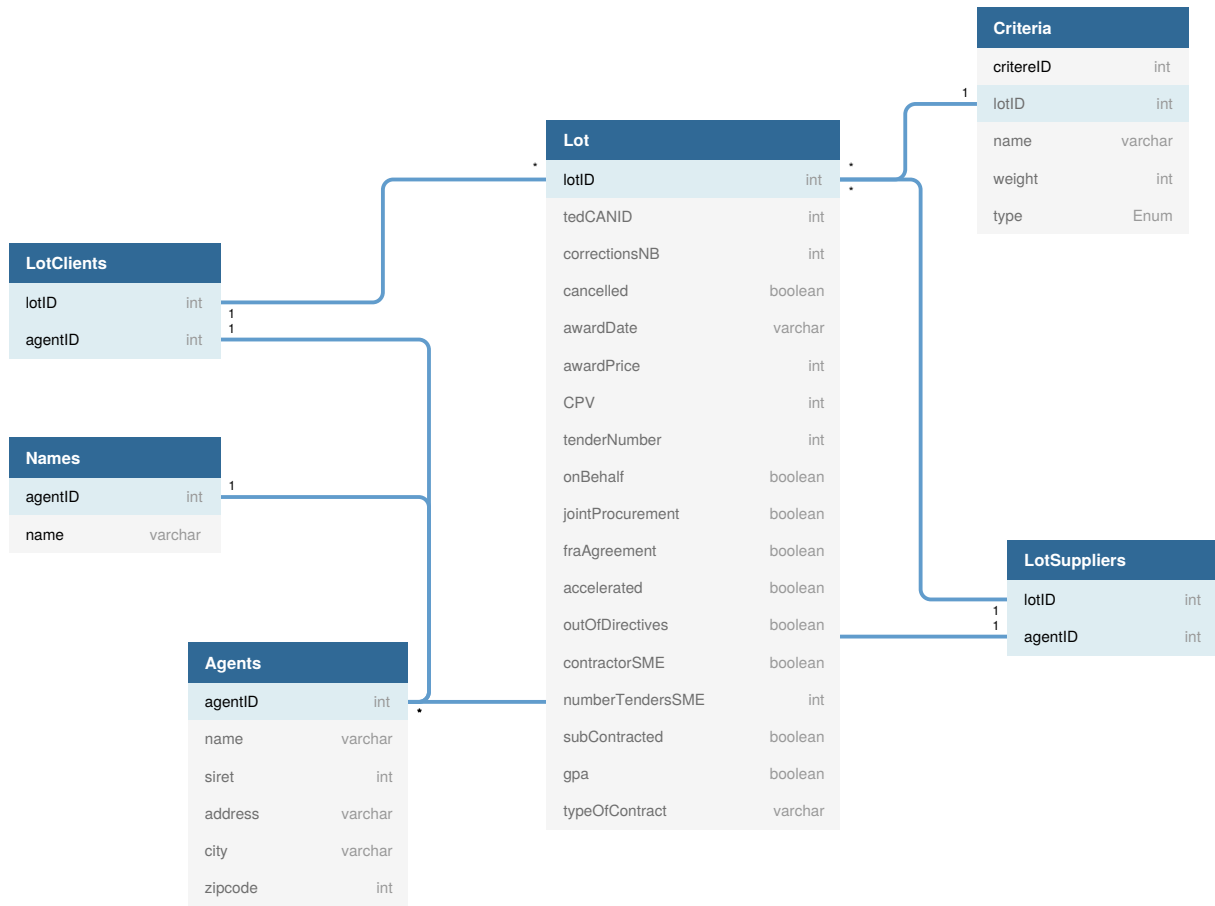 Criteria
critereID int
1
lotID int
name varchar
weight int
type Enum
Lot
* *
lotID int
*
tedCANID int
correctionsNB int
cancelled boolean
awardDate varchar
awardPrice int
CPV int
tenderNumber int
onBehalf boolean
jointProcurement boolean
fraAgreement boolean
accelerated boolean
outOfDirectives boolean
contractorSME boolean
numberTendersSME int
subContracted boolean
gpa boolean
typeOfContract varchar
LotClients
lotID int
1
1
agentID int
Names
1
agentID int
name varchar
Agents
agentID int
*
name varchar
siret int
address varchar
city varchar
zipcode int
LotSuppliers
lotID int
1
1
agentID int